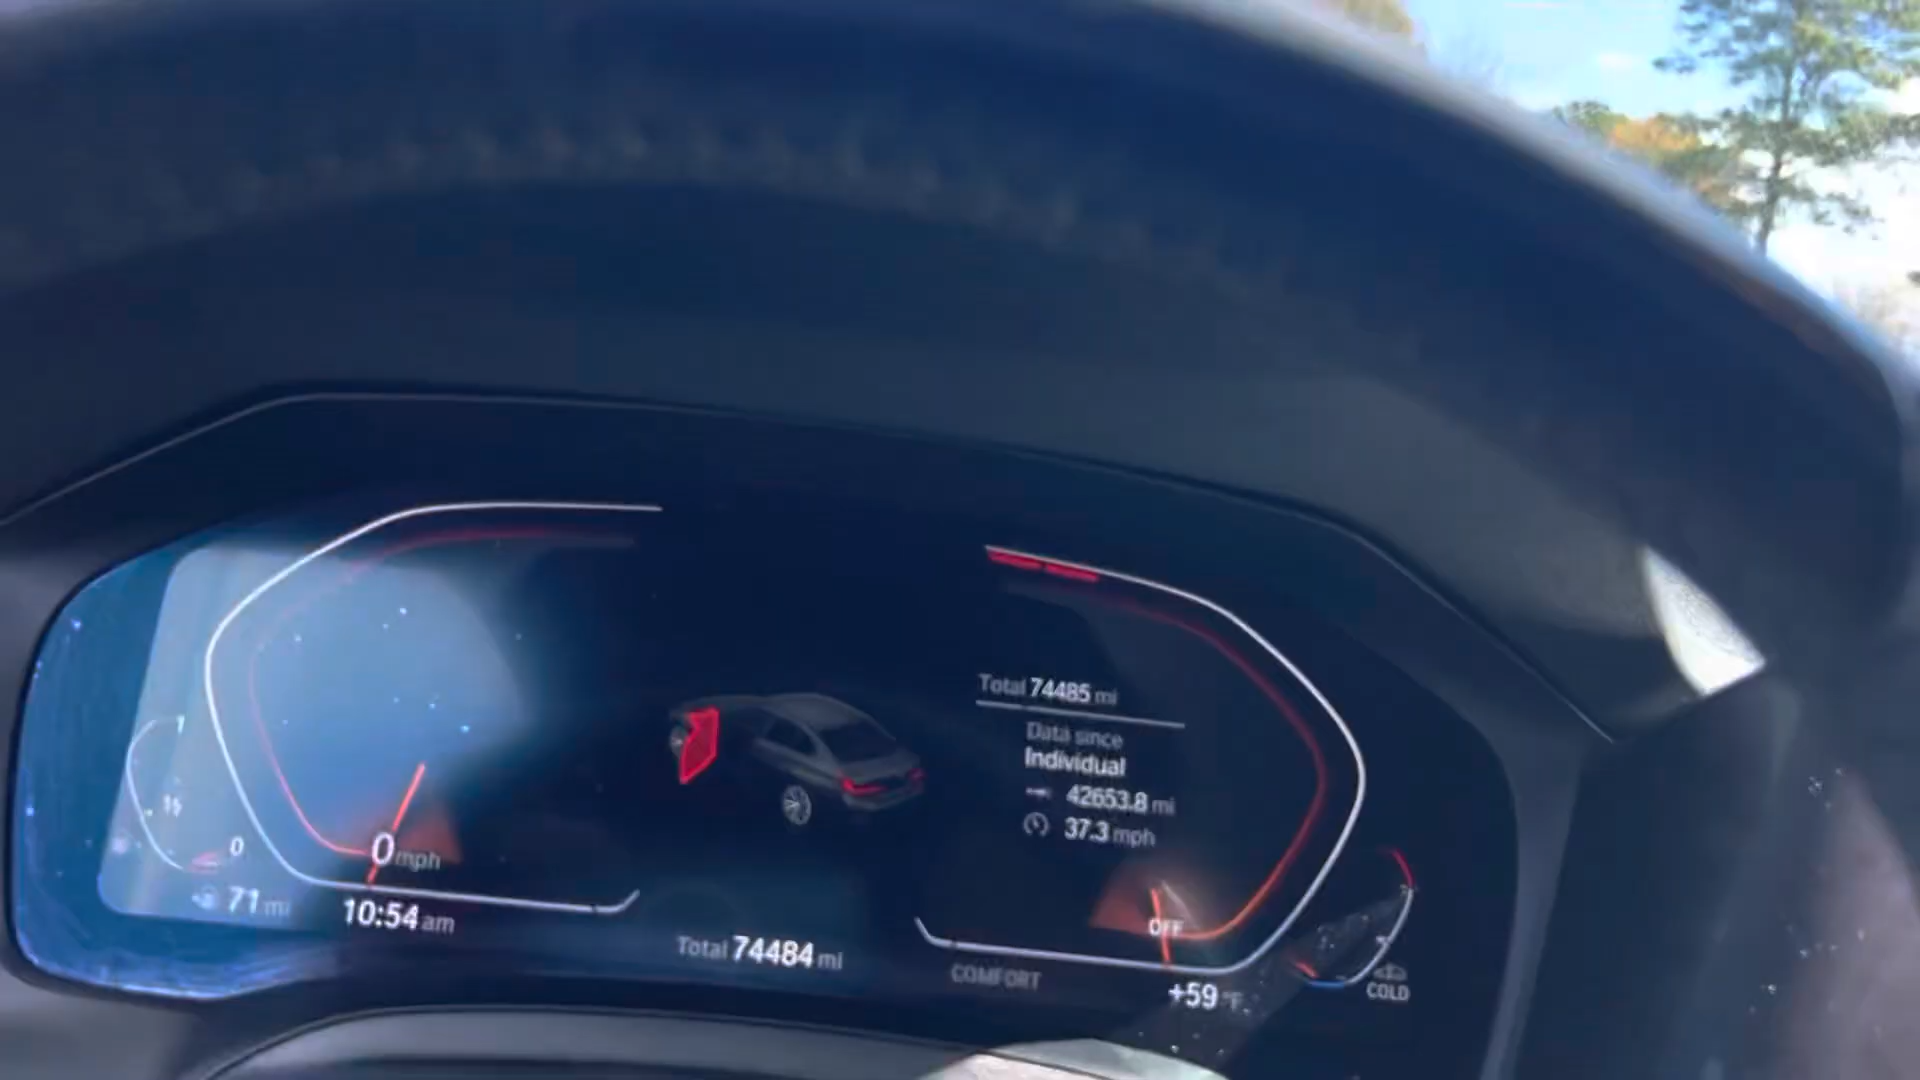 Total 74485 mi
Data since
Individual
42653.8 mi
37.3 mph
0 mph
0
71 mi
10:54 am
Total 74484 mi
COMFORT
OFF
+59 °F
COLD